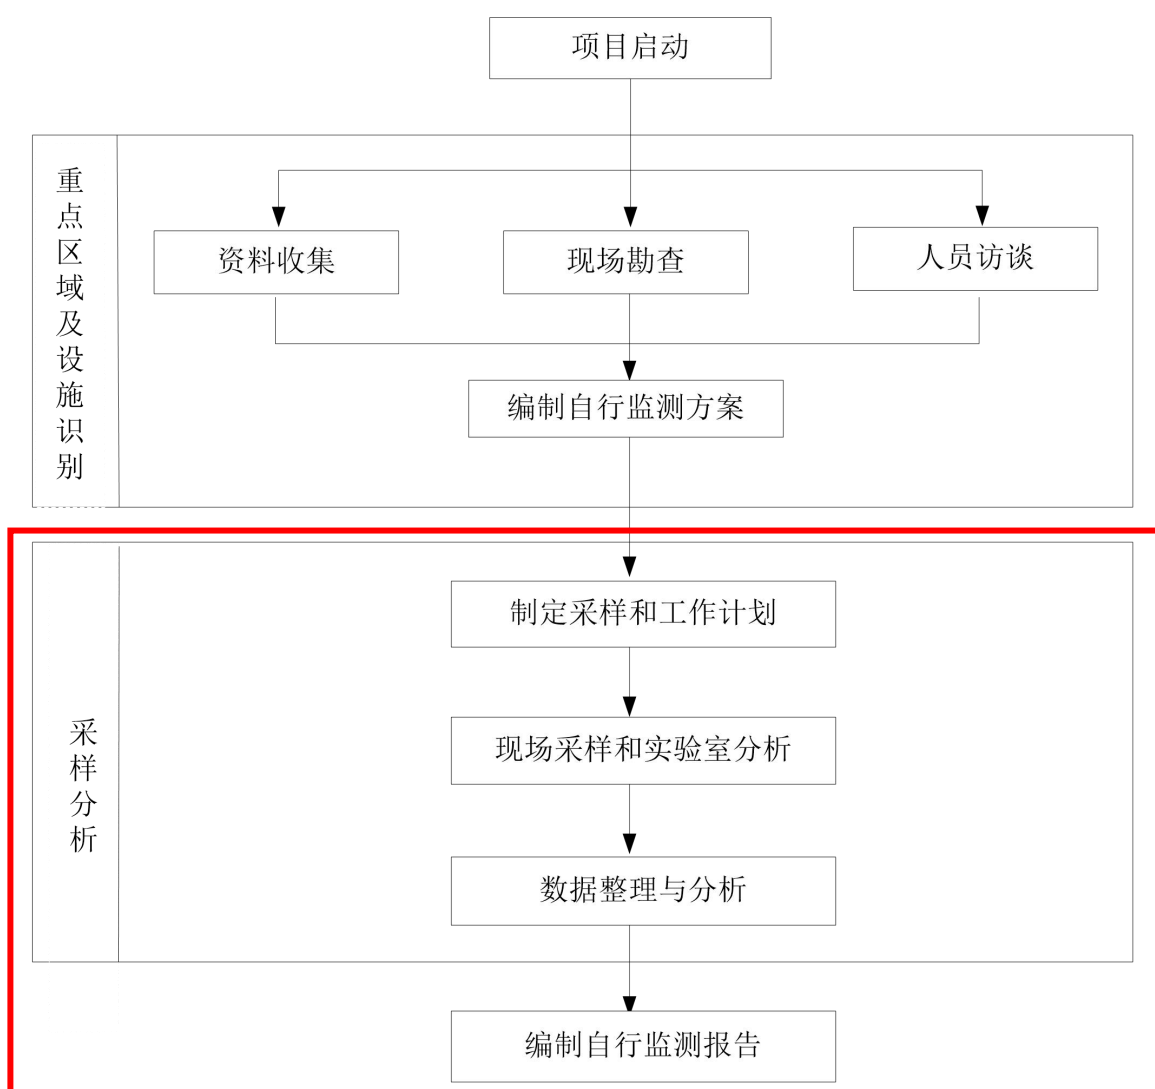 项目启动
重点区域及设施识别
资料收集
现场勘查
人员访谈
编制自行监测方案
采样分析
制定采样和工作计划
现场采样和实验室分析
数据整理与分析
编制自行监测报告